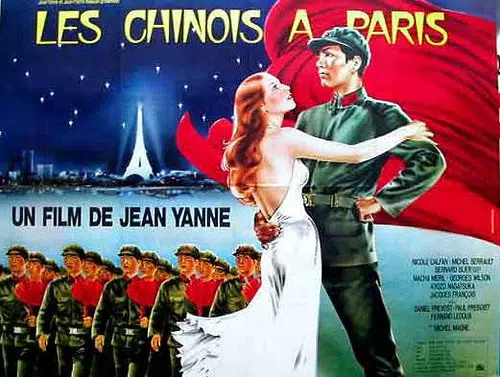 LES CHINOIS A PARIS
UN FILM DE JEAN YANNE
NICOLE CALFAN · MICHEL SERRAULT
BERNARD BLIER
MACHA MERIL · GEORGES WILSON
KYOZO NAGATSUKA
JACQUES FRANÇOIS
DANIEL PREVOST · PAUL PREBOIST
FERNAND LEDOUX
MICHEL MAGNE